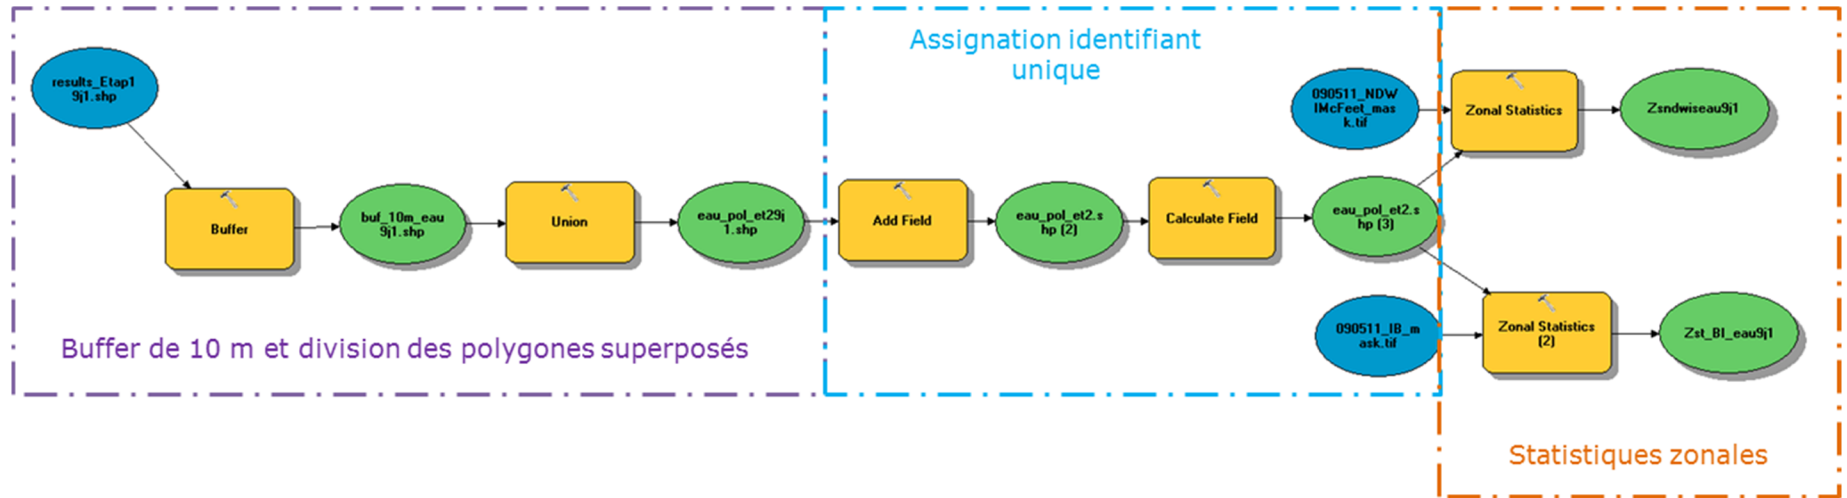 results_Etap1
9j1.shp
Buffer
buf_10m_eau
9j1.shp
Union
eau_pol_et29j
1.shp
Buffer de 10 m et division des polygones superposés
Assignation identifiant
unique
Add Field
eau_pol_et2.s
hp (2)
Calculate Field
eau_pol_et2.s
hp (3)
090511_NDW
IMcFeet_mas
k.tif
090511_IB_m
ask.tif
Zonal Statistics
Zsndwiseau9j1
Zonal Statistics
(2)
Zst_BI_eau9j1
Statistiques zonales